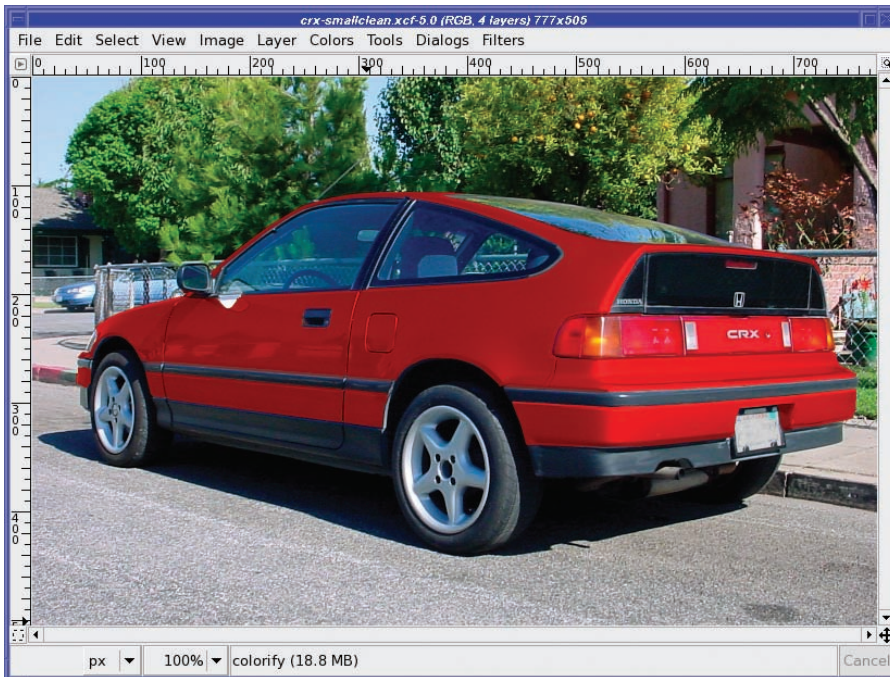 crx-smallclean.xcf-5.0 (RGB, 4 layers) 777x505
File Edit Select View Image Layer Colors Tools Dialogs Filters
0 100 200 300 400 500 600 700
0
100
200
300
400
HONDA
CRX
px 100% colorify (18.8 MB) Cancel